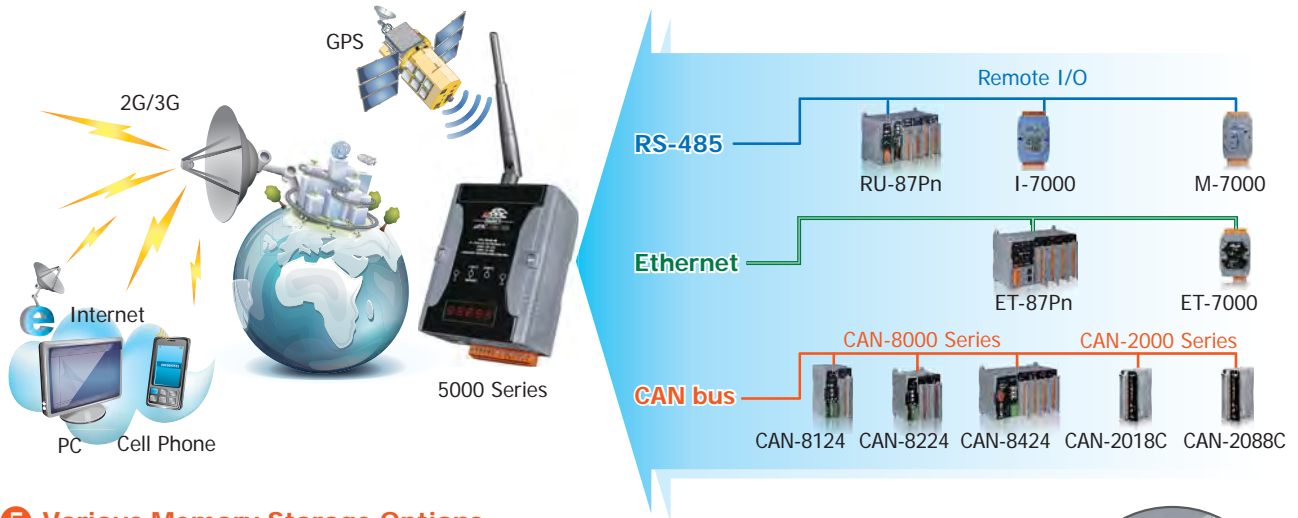 GPS
2G/3G
Internet
PC
Cell Phone
5000 Series
Remote I/O
RS-485
RU-87Pn
I-7000
M-7000
Ethernet
ET-87Pn
ET-7000
CAN-8000 Series
CAN-2000 Series
CAN bus
CAN-8124
CAN-8224
CAN-8424
CAN-2018C
CAN-2088C
Various Memory Storage Options